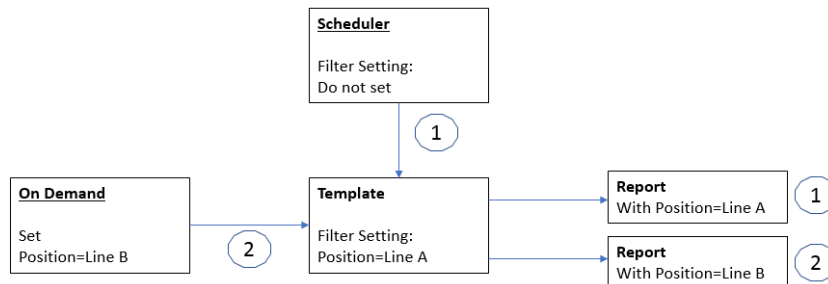 Scheduler
Filter Setting:
Do not set
1
On Demand
Set
Position=Line B
2
Template
Filter Setting:
Position=Line A
Report
With Position=Line A
1
Report
With Position=Line B
2